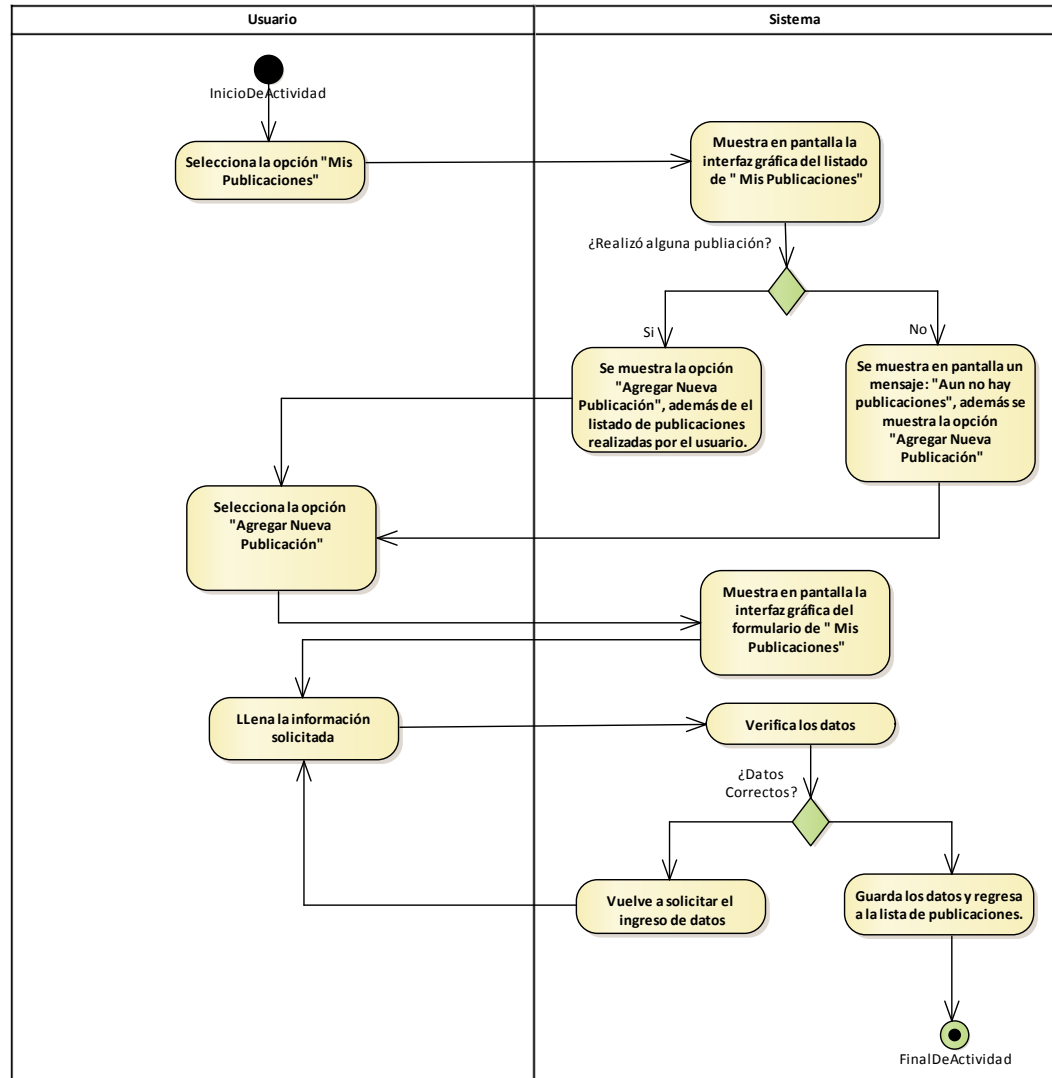 Usuario
Sistema
InicioDeActividad
Selecciona la opción "Mis
Publicaciones"
Muestra en pantalla la
interfaz gráfica del listado
de " Mis Publicaciones"
¿Realizó alguna publiación?
Si
No
Se muestra la opción
"Agregar Nueva
Publicación", además de el
listado de publicaciones
realizadas por el usuario.
Se muestra en pantalla un
mensaje: "Aun no hay
publicaciones", además se
muestra la opción
"Agregar Nueva
Publicación"
Selecciona la opción
"Agregar Nueva
Publicación"
Muestra en pantalla la
interfaz gráfica del
formulario de " Mis
Publicaciones"
LLena la información
solicitada
Verifica los datos
¿Datos
Correctos?
Vuelve a solicitar el
ingreso de datos
Guarda los datos y regresa
a la lista de publicaciones.
FinalDeActividad